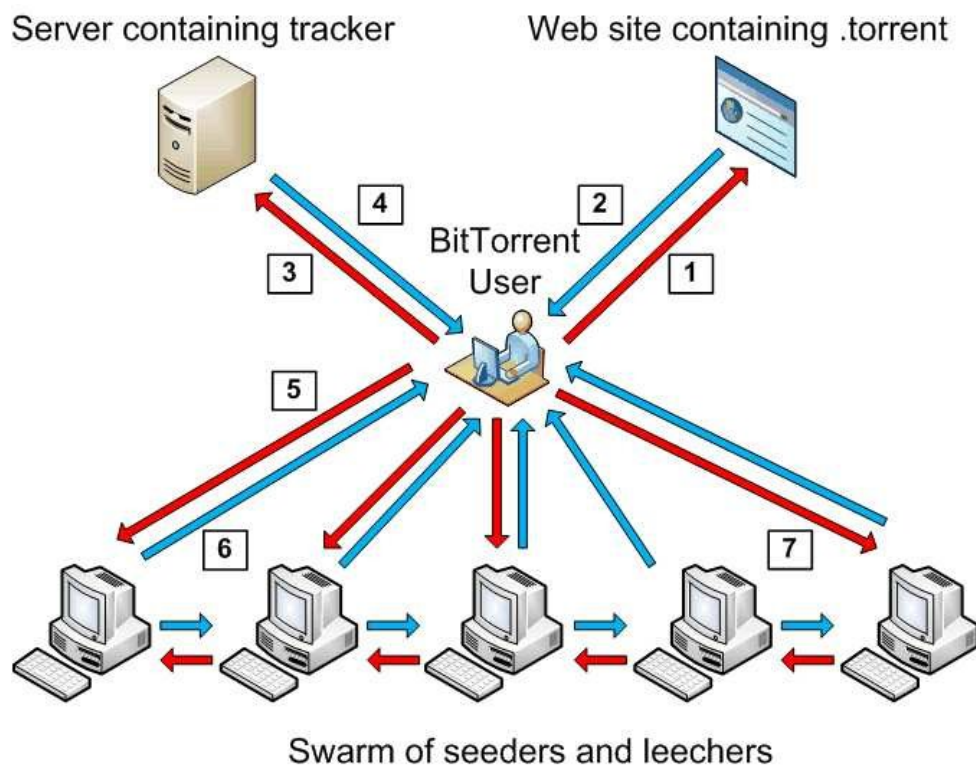 Server containing tracker
Web site containing .torrent
4
2
BitTorrent
User
3
1
5
6
7
Swarm of seeders and leechers